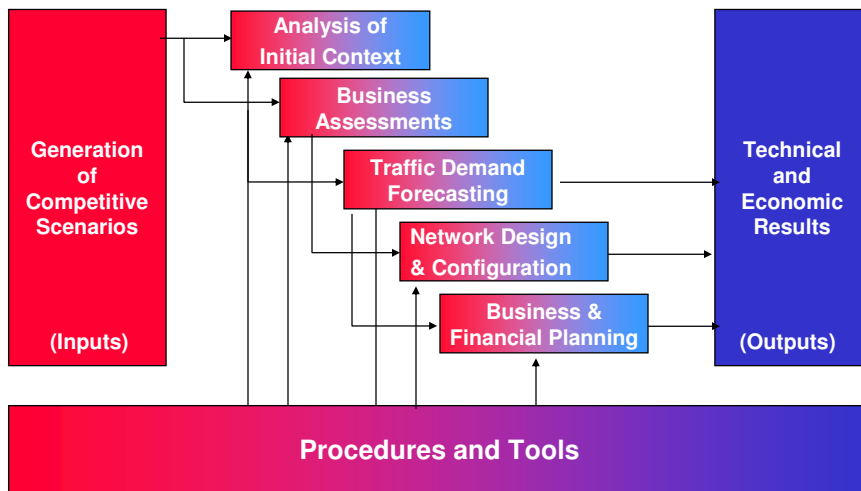 Generation
of
Competitive
Scenarios
(Inputs)
Analysis of
Initial Context
Business
Assessments
Traffic Demand
Forecasting
Network Design
& Configuration
Business &
Financial Planning
Technical
and
Economic
Results
(Outputs)
Procedures and Tools